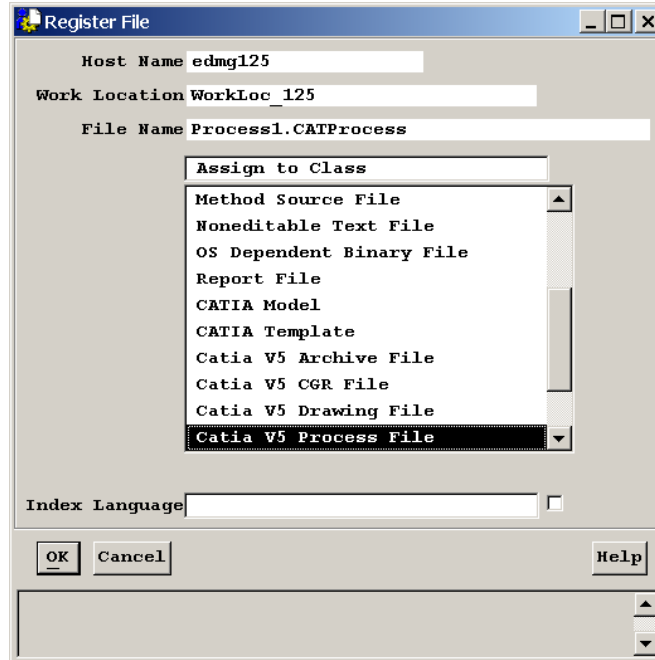 Register File
Host Name edmg125
Work Location WorkLoc_125
File Name Process1.CATProcess
Assign to Class
Method Source File
Noneditable Text File
OS Dependent Binary File
Report File
CATIA Model
CATIA Template
Catia V5 Archive File
Catia V5 CGR File
Catia V5 Drawing File
Catia V5 Process File
Index Language
OK Cancel Help